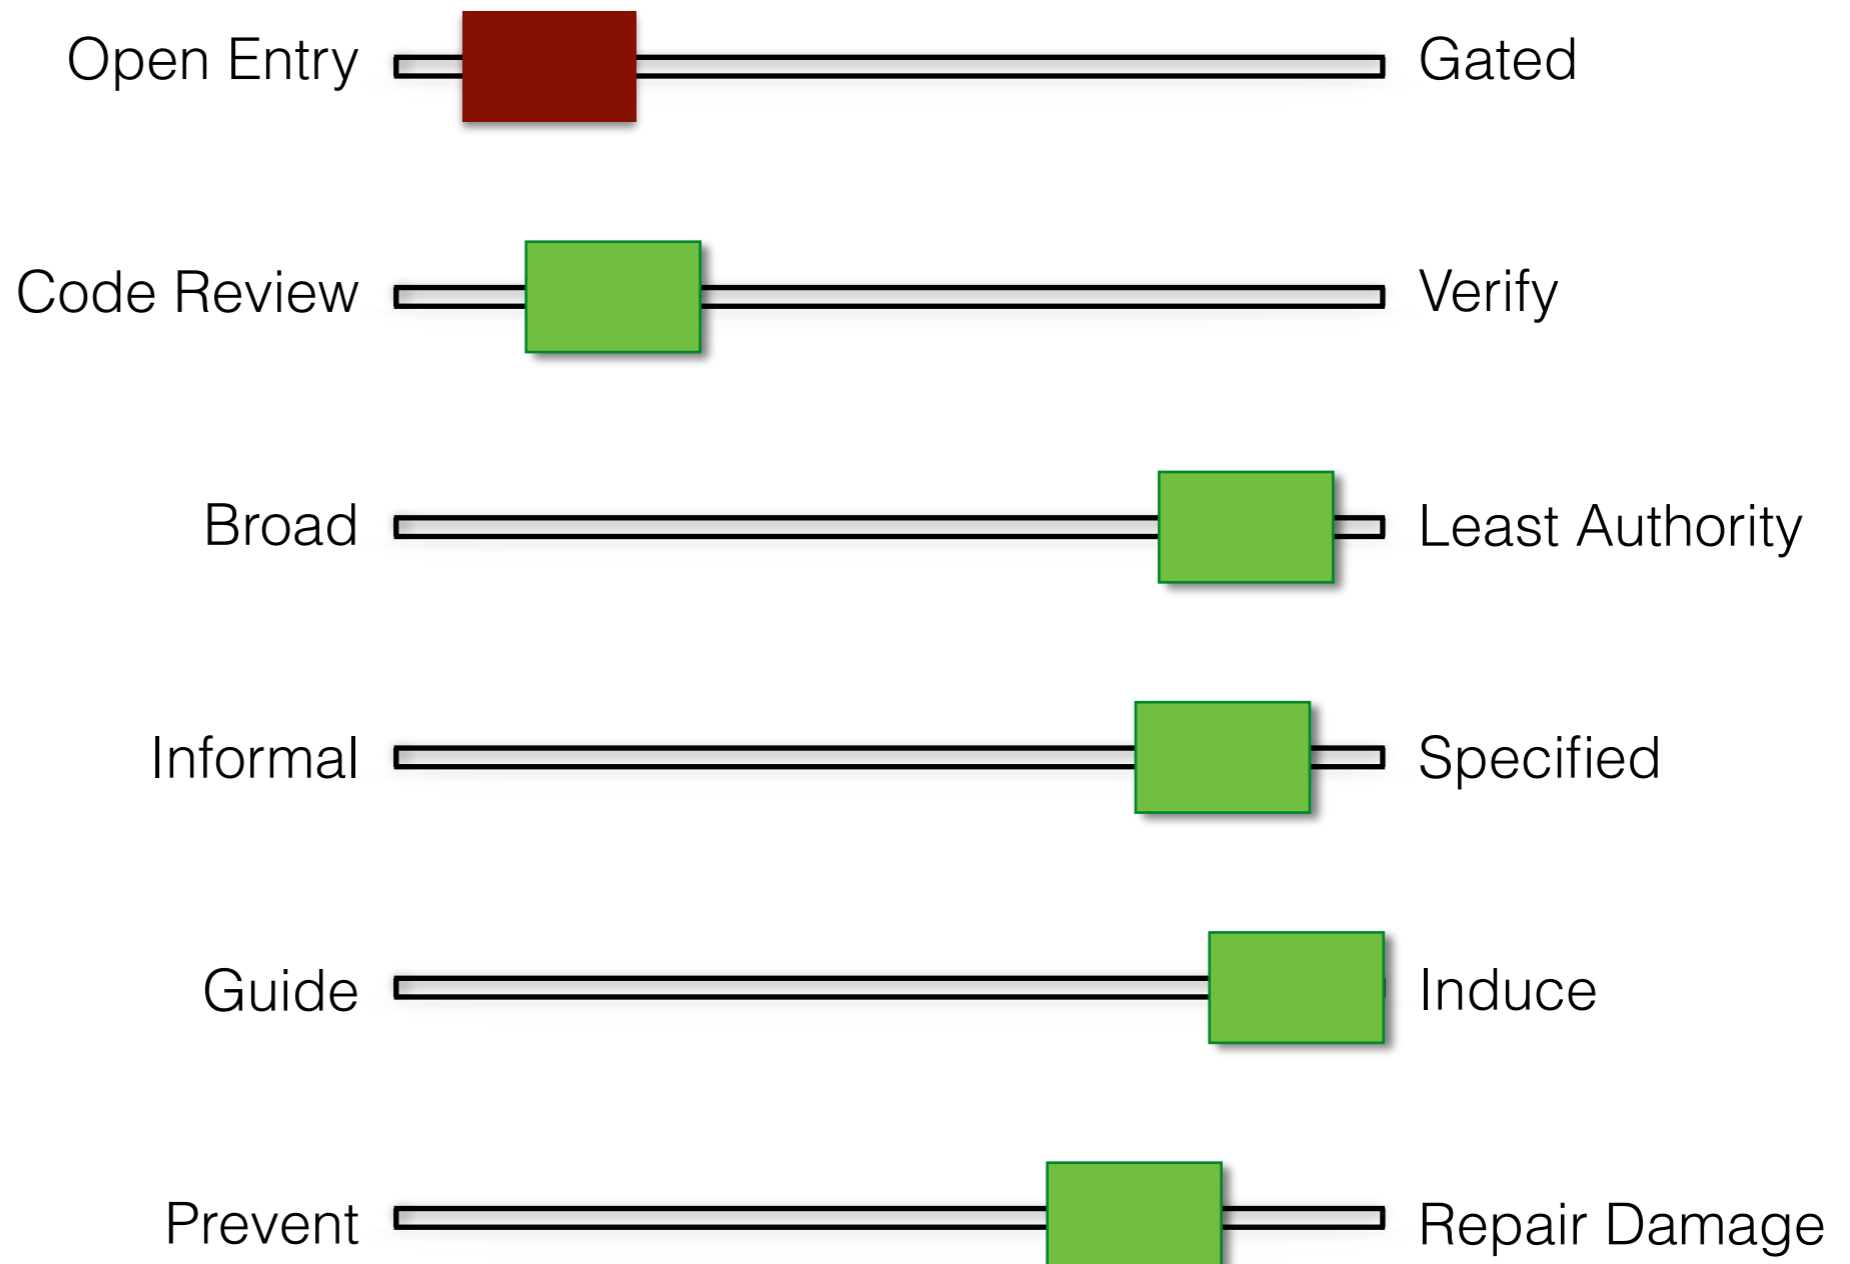 Open Entry Gated
Code Review Verify
Broad Least Authority
Informal Specified
Guide Induce
Prevent Repair Damage